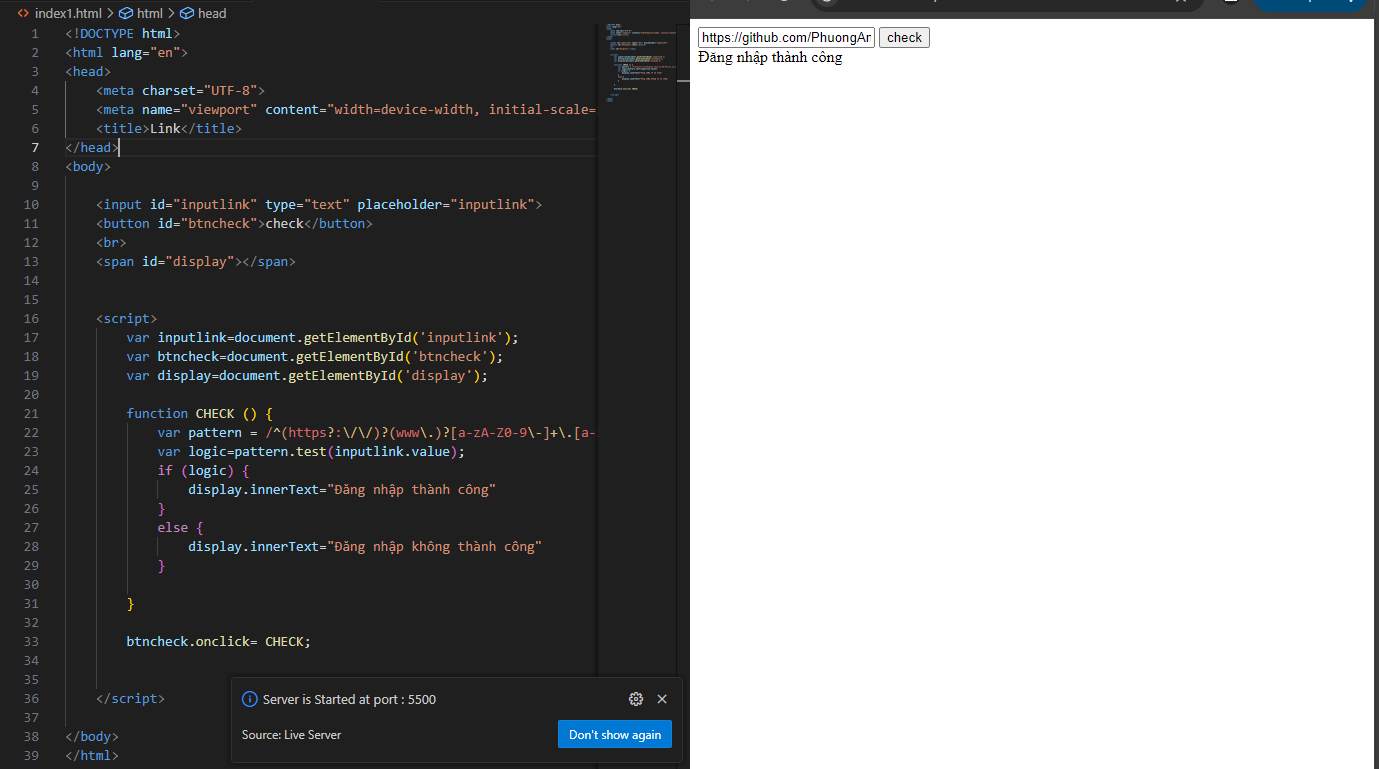 index1.html > html > head
1 <!DOCTYPE html>
2 <html lang="en">
3 <head>
4 <meta charset="UTF-8">
5 <meta name="viewport" content="width=device-width, initial-scale=
6 <title>Link</title>
7 </head>
8 <body>
9
10 <input id="inputlink" type="text" placeholder="inputlink">
11 <button id="btncheck">check</button>
12 <br>
13 <span id="display"></span>
14
15
16 <script>
17 var inputlink=document.getElementById('inputlink');
18 var btncheck=document.getElementById('btncheck');
19 var display=document.getElementById('display');
20
21 function CHECK () {
22 var pattern = /^(https?:\/\/)?(www\.)?[a-zA-Z0-9\-]+\.[a-
23 var logic=pattern.test(inputlink.value);
24 if (logic) {
25 display.innerText="Đăng nhập thành công"
26 }
27 else {
28 display.innerText="Đăng nhập không thành công"
29 }
30
31 }
32
33 btncheck.onclick= CHECK;
34
35
36 </script>
37
38 </body>
39 </html>
Server is Started at port : 5500
Source: Live Server
Don't show again
https://github.com/PhuongAn
check
Đăng nhập thành công